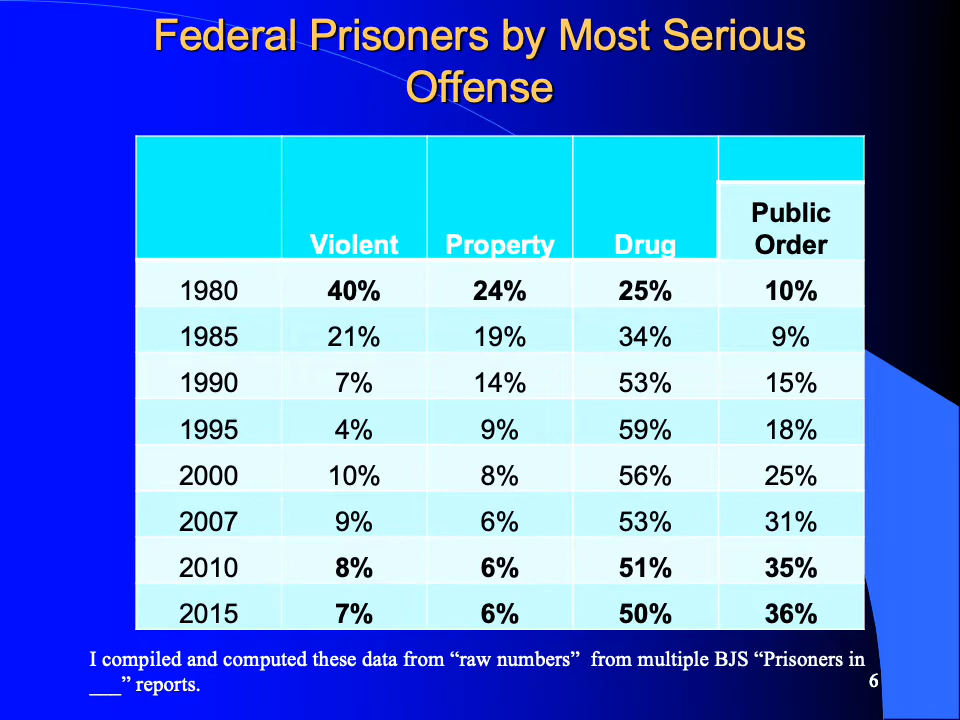 Federal Prisoners by Most Serious
Offense
Violent Property Drug Public Order
1980 40% 24% 25% 10%
1985 21% 19% 34% 9%
1990 7% 14% 53% 15%
1995 4% 9% 59% 18%
2000 10% 8% 56% 25%
2007 9% 6% 53% 31%
2010 8% 6% 51% 35%
2015 7% 6% 50% 36%
I compiled and computed these data from “raw numbers”  from multiple BJS “Prisoners in
___” reports.
6